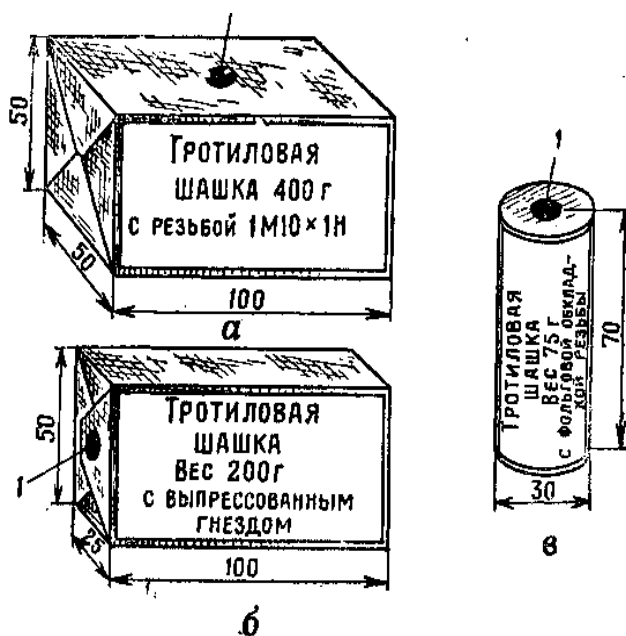 50
ТРОТИЛОВАЯ
ШАШКА 400 г
С РЕЗЬБОЙ 1М10×1Н
50
100
а
50
1
ТРОТИЛОВАЯ
ШАШКА
ВЕС 200г
С ВЫПРЕССОВАННЫМ
ГНЕЗДОМ
25
100
б
1
ТРОТИЛОВАЯ
ШАШКА
ВЕС 75 г
С ФОЛЬГОВОЙ ОБКЛАД-
КОЙ РЕЗЬБЫ
70
30
в